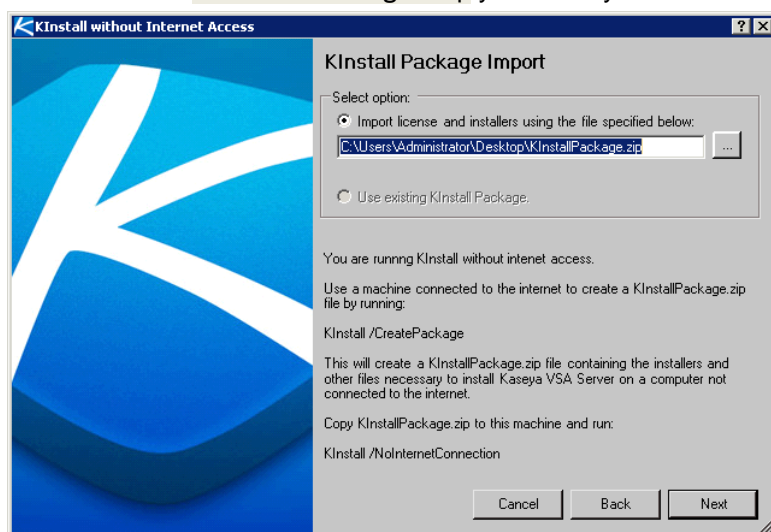 KInstall without Internet Access
KInstall Package Import
Select option:
Import license and installers using the file specified below:
C:\Users\Administrator\Desktop\KInstallPackage.zip
...
Use existing KInstall Package.
You are runnng KInstall without intenet access.
Use a machine connected to the internet to create a KInstallPackage.zip
file by running:
KInstall /CreatePackage
This will create a KInstallPackage.zip file containing the installers and
other files necessary to install Kaseya VSA Server on a computer not
connected to the internet.
Copy KInstallPackage.zip to this machine and run:
KInstall /NoInternetConnection
Cancel Back Next